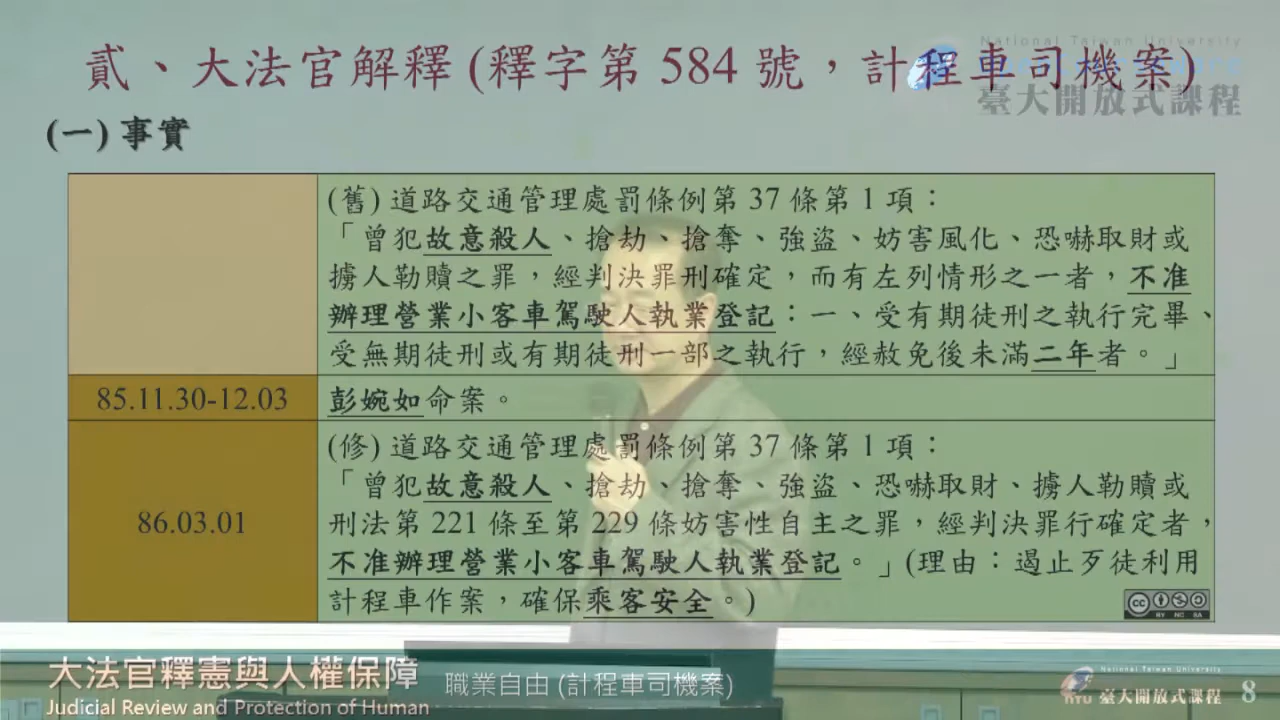 貳、大法官解釋 (釋字第 584 號，計程車司機案)
National Taiwan University
臺大開放式課程
(一) 事實
(舊) 道路交通管理處罰條例第 37 條第 1 項：
「曾犯故意殺人、搶劫、搶奪、強盜、妨害風化、恐嚇取財或
擄人勒贖之罪，經判決罪刑確定，而有左列情形之一者，不准
辦理營業小客車駕駛人執業登記：一、受有期徒刑之執行完畢、
受無期徒刑或有期徒刑一部之執行，經赦免後未滿二年者。」
85.11.30-12.03
彭婉如命案。
(修) 道路交通管理處罰條例第 37 條第 1 項：
「曾犯故意殺人、搶劫、搶奪、強盜、恐嚇取財、擄人勒贖或
刑法第 221 條至第 229 條妨害性自主之罪，經判決罪行確定者，
86.03.01
不准辦理營業小客車駕駛人執業登記。」(理由：遏止歹徒利用
計程車作案，確保乘客安全。)
cc
BY NC SA
大法官釋憲與人權保障
職業自由 (計程車司機案)
Judicial Review and Protection of Human
National Taiwan University
NTU 臺大開放式課程
8